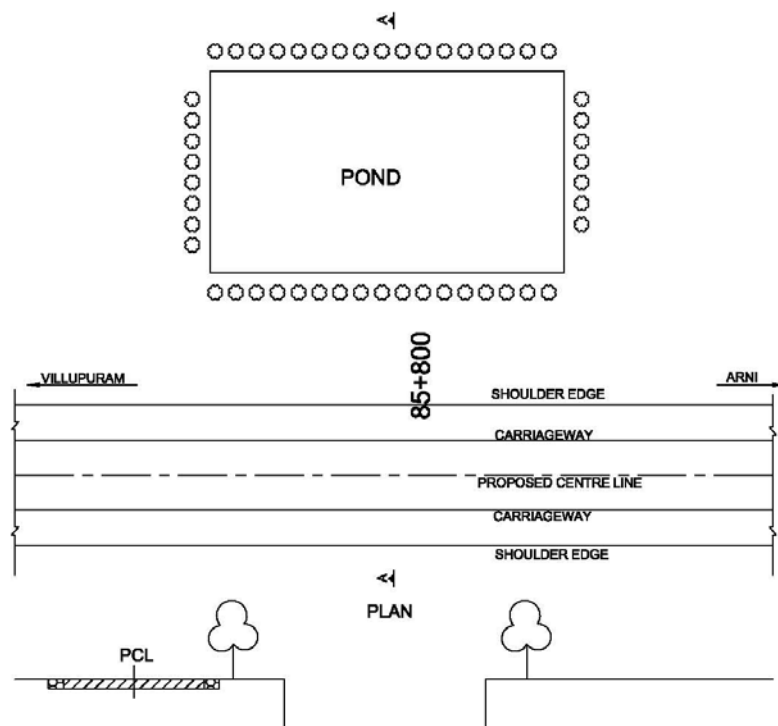 A
POND
85+800
VILLUPURAM
ARNI
SHOULDER EDGE
CARRIAGEWAY
PROPOSED CENTRE LINE
CARRIAGEWAY
SHOULDER EDGE
A
PLAN
PCL